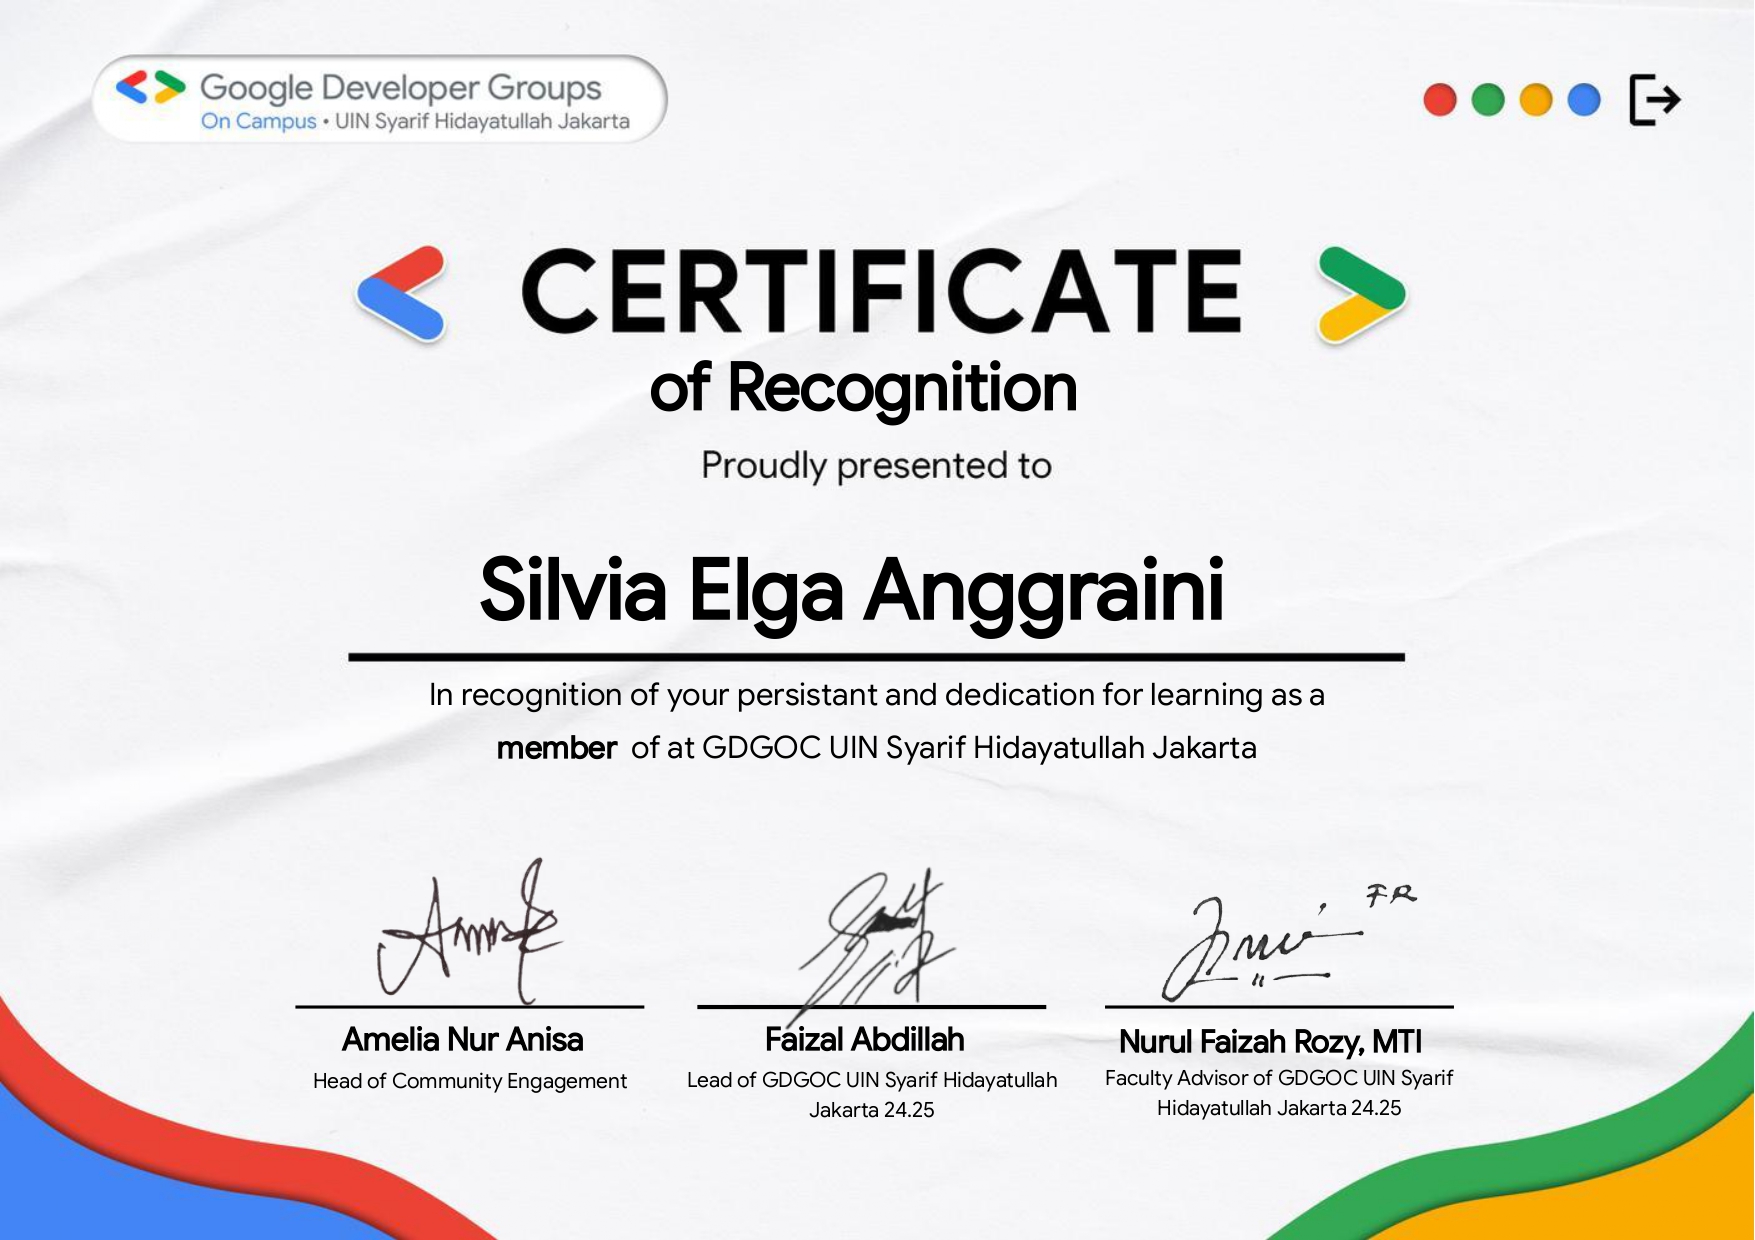 Google Developer Groups
On Campus • UIN Syarif Hidayatullah Jakarta
CERTIFICATE
of Recognition
Proudly presented to
Silvia Elga Anggraini
In recognition of your persistant and dedication for learning as a
member of at GDGOC UIN Syarif Hidayatullah Jakarta
FR
Amelia Nur Anisa
Head of Community Engagement
Faizal Abdillah
Lead of GDGOC UIN Syarif Hidayatullah
Jakarta 24.25
Nurul Faizah Rozy, MTI
Faculty Advisor of GDGOC UIN Syarif
Hidayatullah Jakarta 24.25